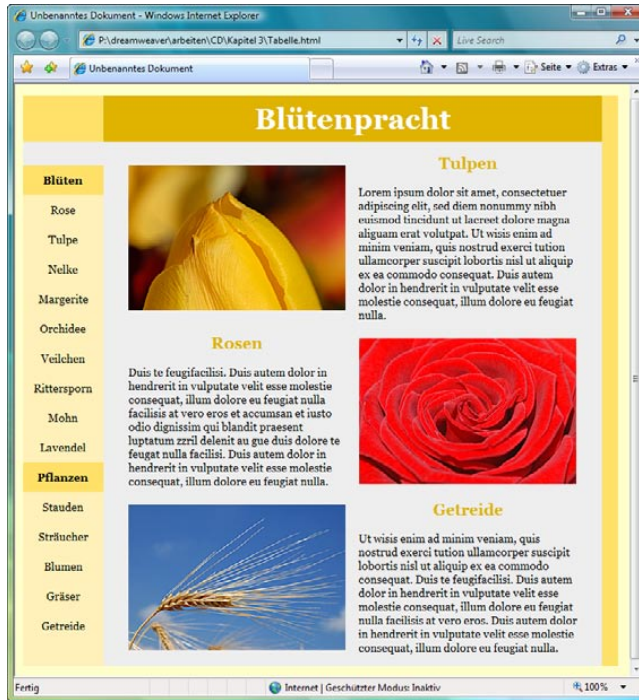 Unbenanntes Dokument - Windows Internet Explorer
P:\dreamweaver\arbeiten\CD\Kapitel 3\Tabelle.html
Live Search
Unbenanntes Dokument
Seite
Extras
Blütenpracht
Blüten
Rose
Tulpe
Nelke
Margerite
Orchidee
Veilchen
Rittersporn
Mohn
Lavendel
Pflanzen
Stauden
Sträucher
Blumen
Gräser
Getreide
Tulpen
Lorem ipsum dolor sit amet, consectetuer
adipiscing elit, sed diem nonummy nibh
euismod tincidunt ut lacreet dolore magna
aliguam erat volutpat. Ut wisis enim ad
minim veniam, quis nostrud exerci tution
ullamcorper suscipit lobortis nisl ut aliquip
ex ea commodo consequat. Duis autem
dolor in hendrerit in vulputate velit esse
molestie consequat, illum dolore eu feugiat
nulla.
Rosen
Duis te feugifacilisi. Duis autem dolor in
hendrerit in vulputate velit esse molestie
consequat, illum dolore eu feugiat nulla
facilisis at vero eros et accumsan et iusto
odio dignissim qui blandit praesent
luptatum zzril delenit au gue duis dolore te
feugat nulla facilisi. Duis autem dolor in
hendrerit in vulputate velit esse molestie
consequat, illum dolore eu feugiat nulla.
Getreide
Ut wisis enim ad minim veniam, quis
nostrud exerci tution ullamcorper suscipit
lobortis nisl ut aliquip ex ea commodo
consequat. Duis te feugifacilisi. Duis autem
dolor in hendrerit in vulputate velit esse
molestie consequat, illum dolore eu feugiat
nulla facilisis at vero eros. Duis autem dolor
in hendrerit in vulputate velit esse molestie
consequat, illum dolore eu feugiat nulla.
Fertig
Internet | Geschützter Modus: Inaktiv
100%